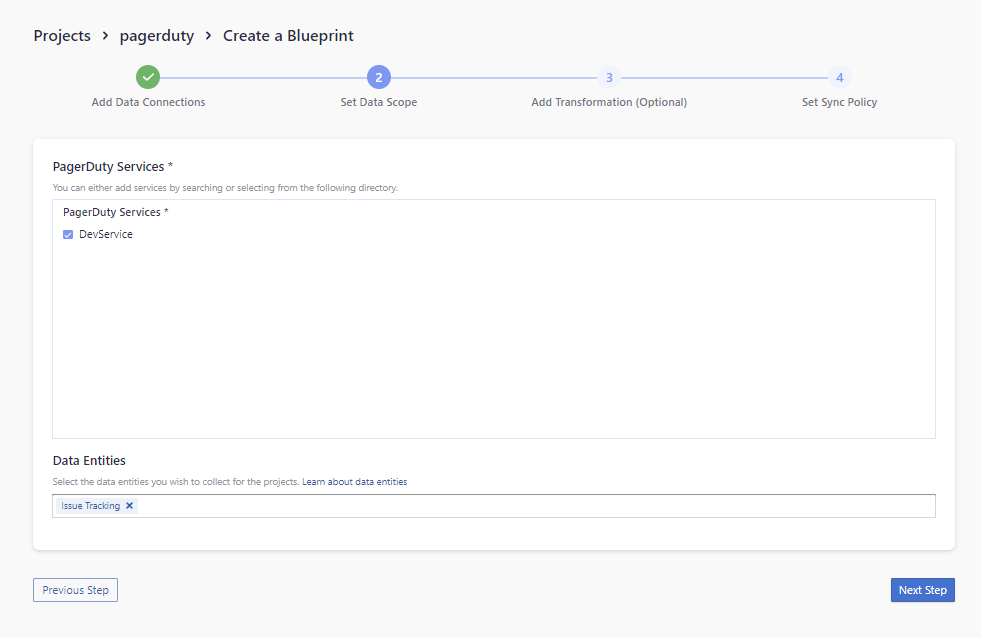 Projects > pagerduty > Create a Blueprint
2 3 4
Add Data Connections Set Data Scope Add Transformation (Optional) Set Sync Policy
PagerDuty Services *
You can either add services by searching or selecting from the following directory.
PagerDuty Services *
DevService
Data Entities
Select the data entities you wish to collect for the projects. Learn about data entities
Issue Tracking ×
Previous Step Next Step